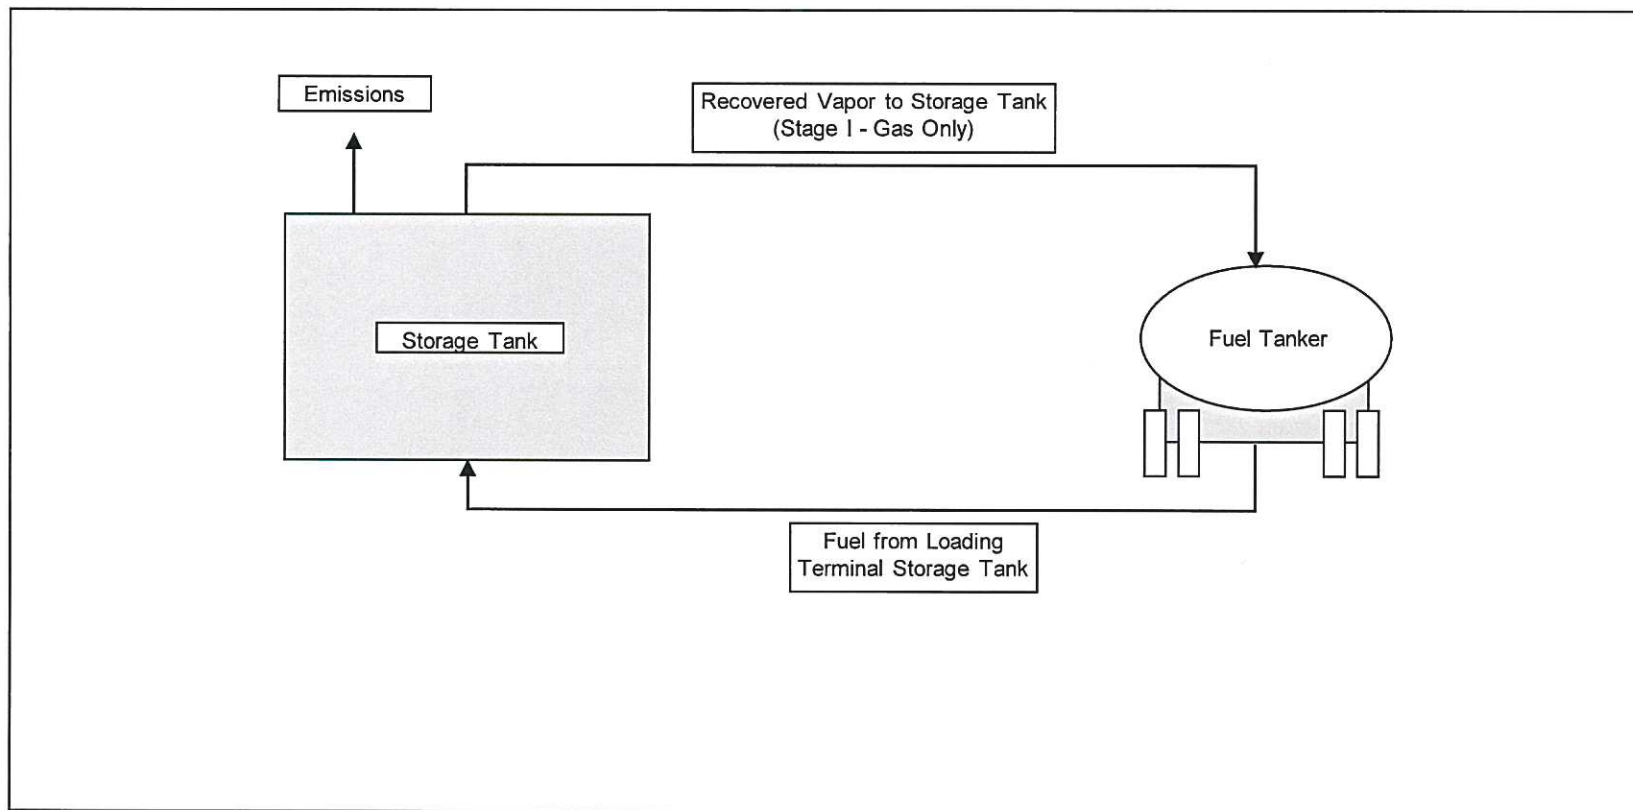 Emissions
Recovered Vapor to Storage Tank
(Stage I - Gas Only)
Storage Tank
Fuel Tanker
Fuel from Loading
Terminal Storage Tank